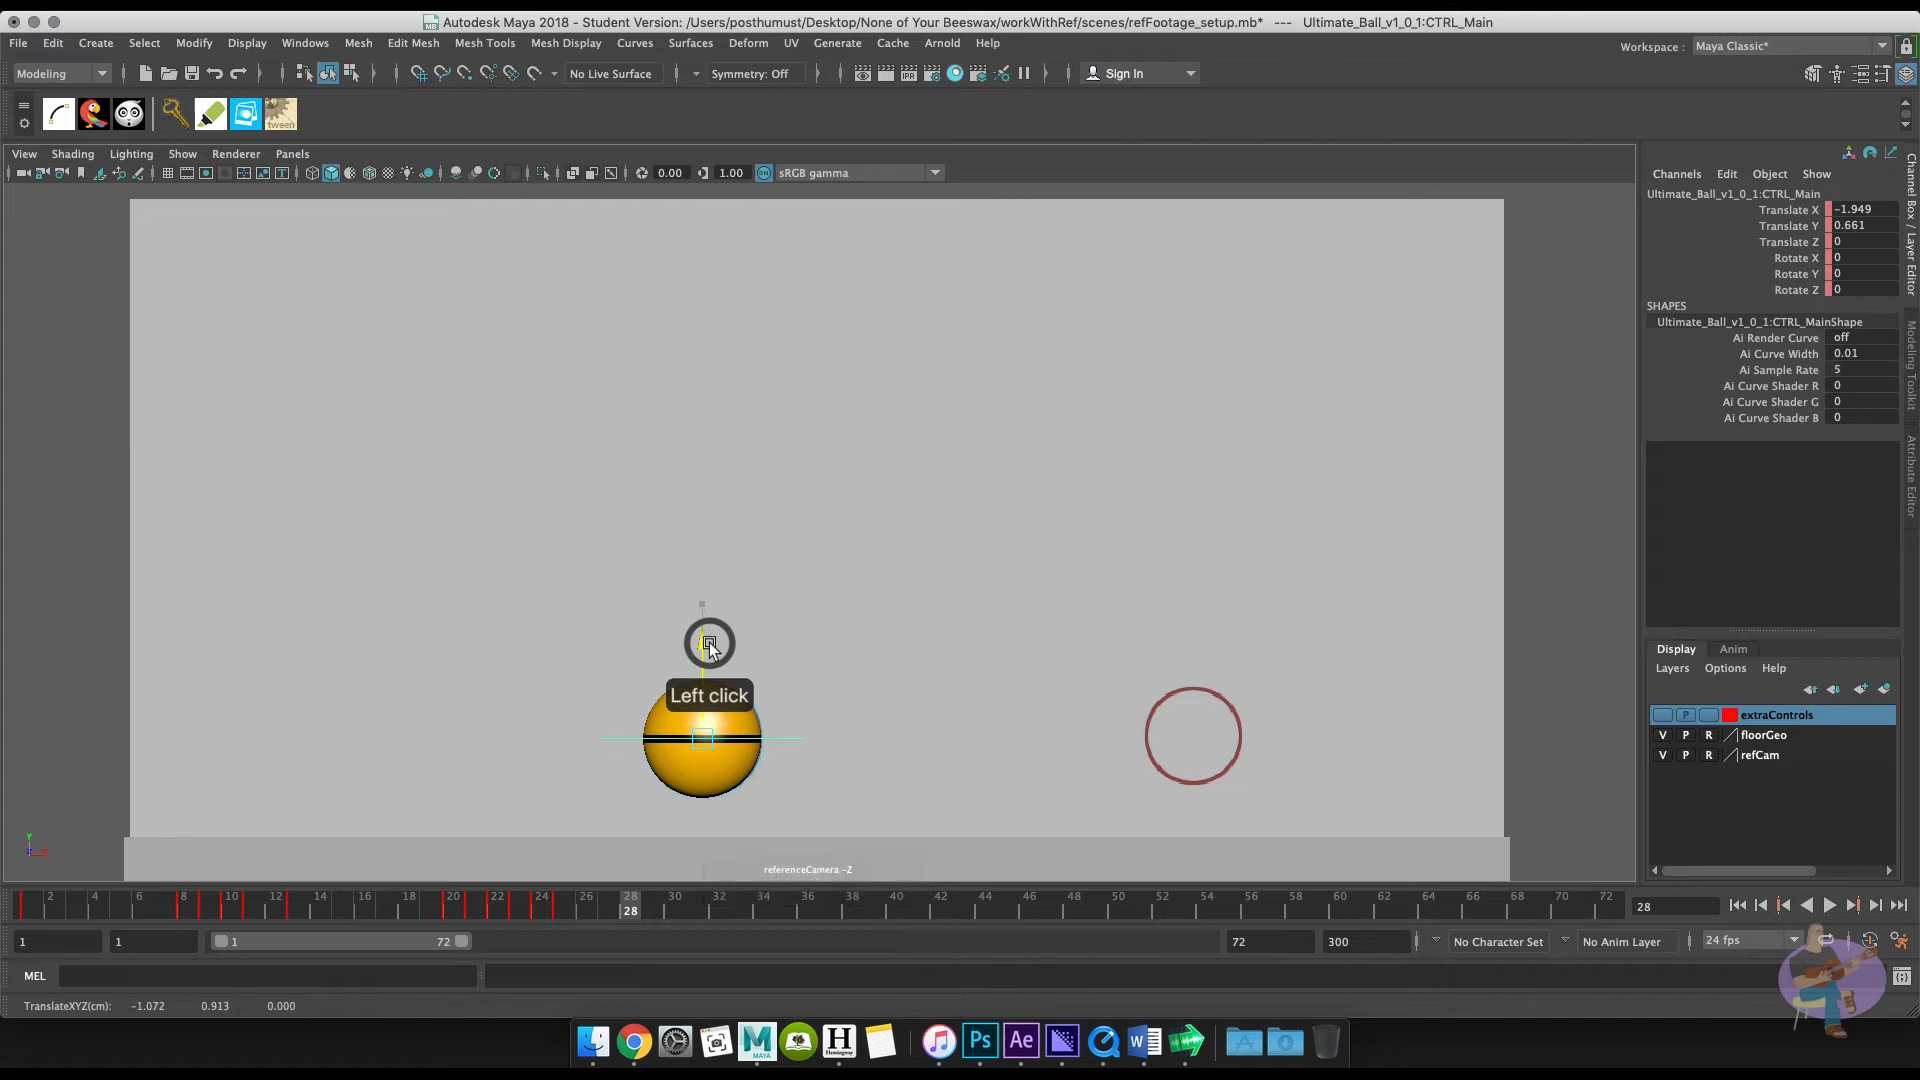 Autodesk Maya 2018 - Student Version: /Users/posthumust/Desktop/None of Your Beeswax/workWithRef/scenes/refFootage_setup.mb* --- Ultimate_Ball_v1_0_1:CTRL_Main
File Edit Create Select Modify Display Windows Mesh Edit Mesh Mesh Tools Mesh Display Curves Surfaces Deform UV Generate Cache Arnold Help
Workspace : Maya Classic*
Modeling No Live Surface Symmetry: Off IPR Sign In
tween
View Shading Lighting Show Renderer Panels
0.00 1.00 ON sRGB gamma
Channels Edit Object Show
Ultimate_Ball_v1_0_1:CTRL_Main
Translate X -1.949
Translate Y 0.661
Translate Z 0
Rotate X 0
Rotate Y 0
Rotate Z 0
SHAPES
Ultimate_Ball_v1_0_1:CTRL_MainShape
Ai Render Curve off
Ai Curve Width 0.01
Ai Sample Rate 5
Ai Curve Shader R 0
Ai Curve Shader G 0
Ai Curve Shader B 0
Channel Box / Layer Editor
Modeling Toolkit
Attribute Editor
Left click
Display Anim
Layers Options Help
P extraControls
V P R floorGeo
V P R refCam
referenceCamera -Z
2 4 6 8 10 12 14 16 18 20 22 24 26 28 30 32 34 36 38 40 42 44 46 48 50 52 54 56 58 60 62 64 66 68 70 72
28
28
1 1 1 72 72 300 No Character Set No Anim Layer 24 fps
MEL
TranslateXYZ(cm): -1.072 0.913 0.000
MAYA H Ps Ae W